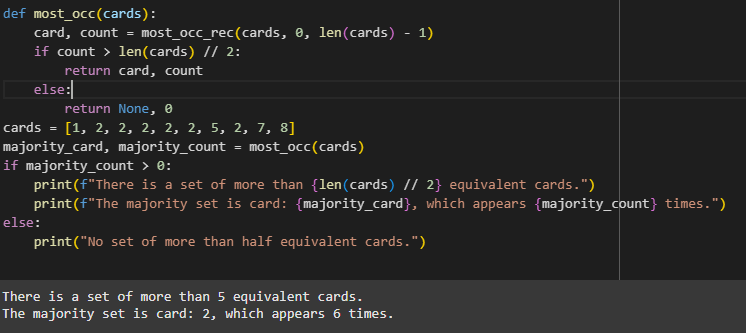 def most_occ(cards):
    card, count = most_occ_rec(cards, 0, len(cards) - 1)
    if count > len(cards) // 2:
        return card, count
    else:
        return None, 0
cards = [1, 2, 2, 2, 2, 2, 5, 2, 7, 8]
majority_card, majority_count = most_occ(cards)
if majority_count > 0:
    print(f"There is a set of more than {len(cards) // 2} equivalent cards.")
    print(f"The majority set is card: {majority_card}, which appears {majority_count} times.")
else:
    print("No set of more than half equivalent cards.")
There is a set of more than 5 equivalent cards.
The majority set is card: 2, which appears 6 times.